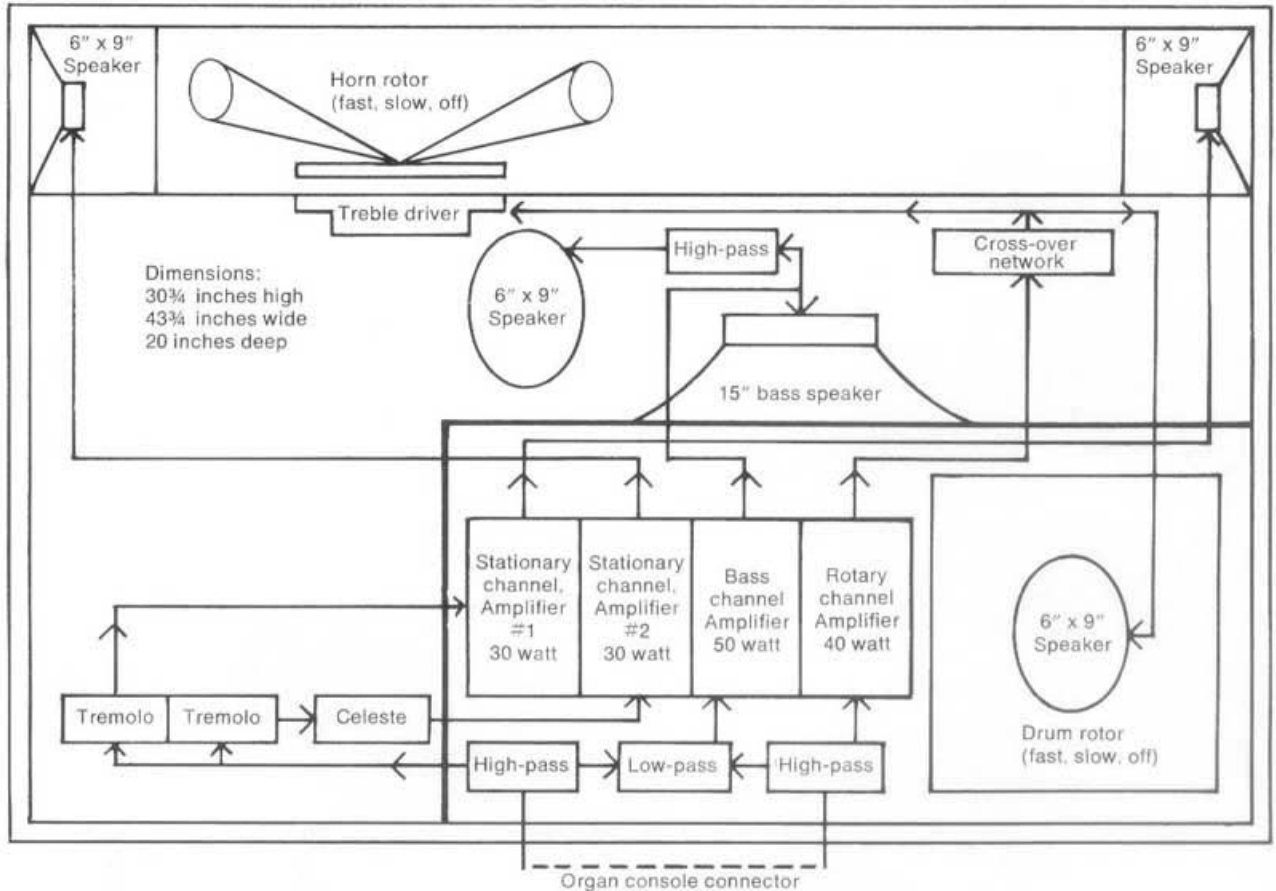 6" x 9"
Speaker
6" x 9"
Speaker
Horn rotor
(fast, slow, off)
Treble driver
High-pass
Cross-over
network
Dimensions:
30¾ inches high
43¾ inches wide
20 inches deep
6" x 9"
Speaker
15" bass speaker
Stationary
channel,
Amplifier
#1
30 watt
Stationary
channel,
Amplifier
#2
30 watt
Bass
channel
Amplifier
50 watt
Rotary
channel
Amplifier
40 watt
6" x 9"
Speaker
Tremolo
Tremolo
Celeste
Drum rotor
(fast, slow, off)
High-pass
Low-pass
High-pass
Organ console connector